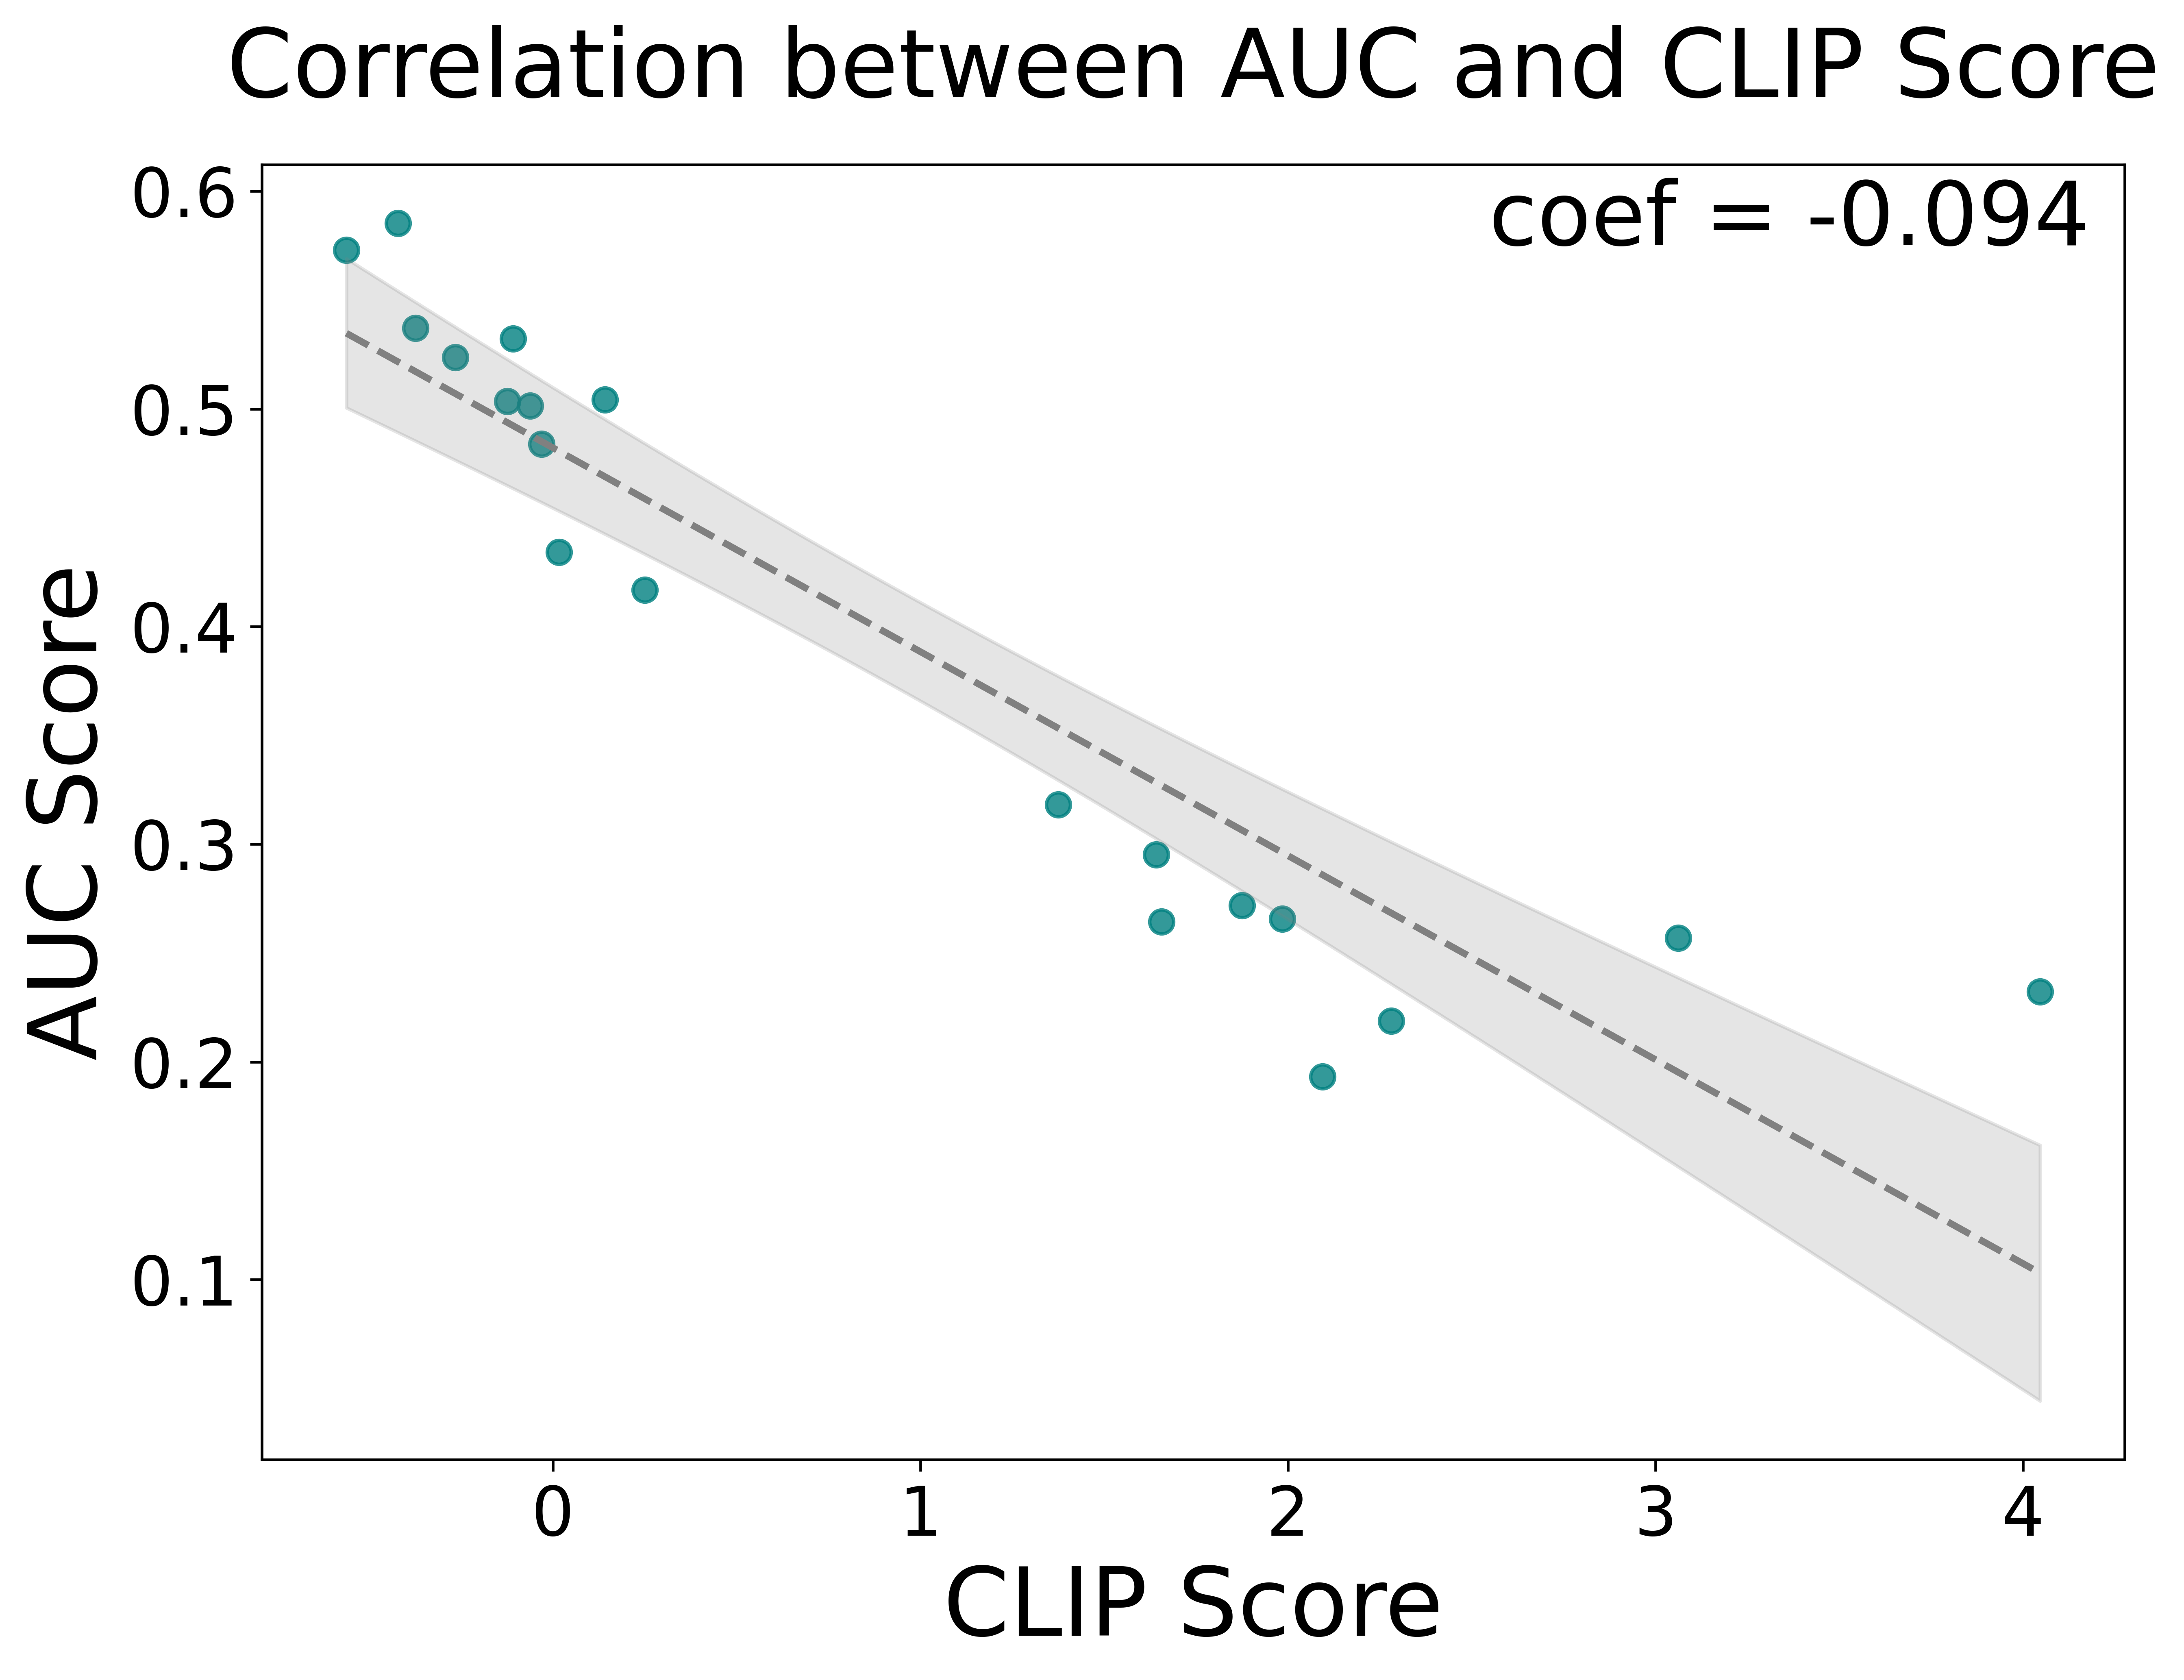 Correlation between AUC and CLIP Score
coef = -0.094
AUC Score
0.6
0.5
0.4
0.3
0.2
0.1
0 1 2 3 4
CLIP Score